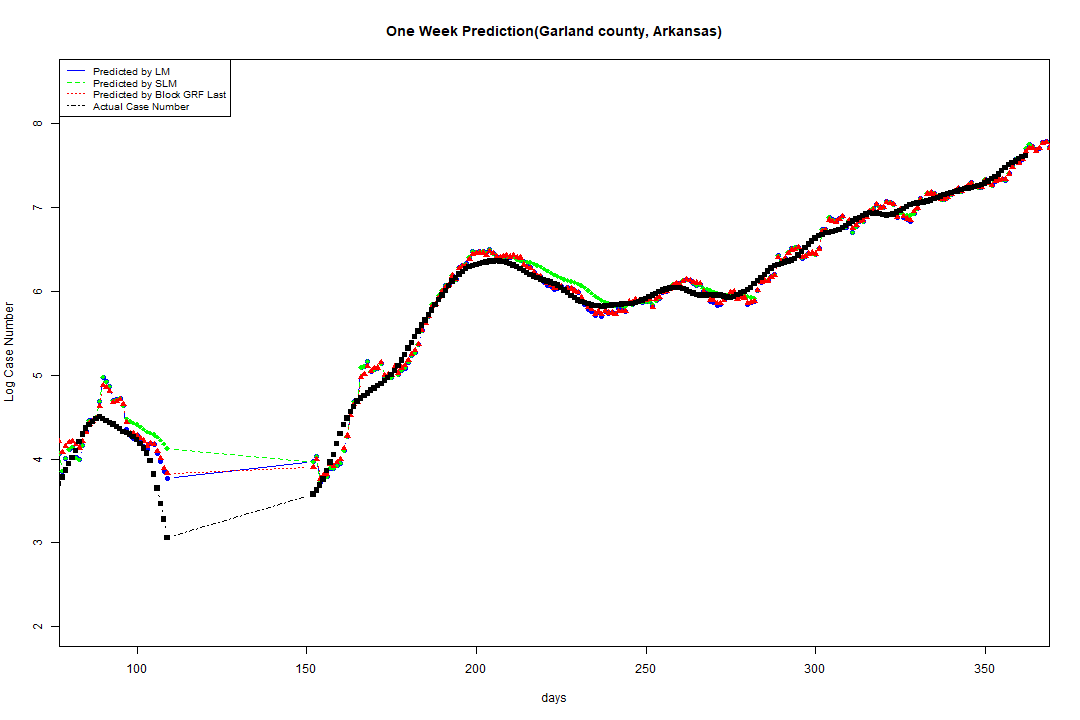 One Week Prediction(Garland county, Arkansas)
Predicted by LM
Predicted by SLM
Predicted by Block GRF Last
Actual Case Number
8
7
6
5
4
3
2
Log Case Number
100 150 200 250 300 350
days